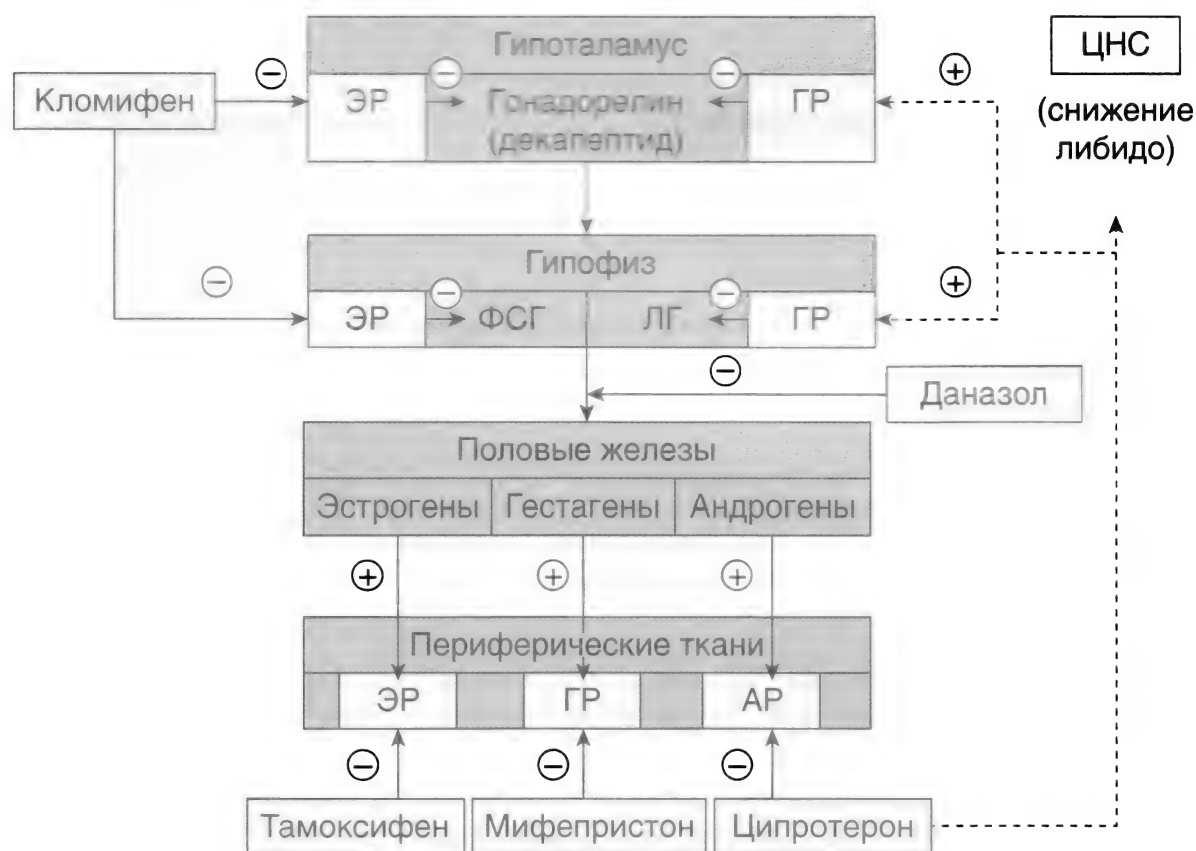 Гипоталамус
ЦНС
(снижение
либидо)
Кломифен
ЭР
Гонадорелин
(декапептид)
ГР
Гипофиз
ЭР
ФСГ
ЛГ
ГР
Даназол
Половые железы
Эстрогены
Гестагены
Андрогены
Периферические ткани
ЭР
ГР
АР
Тамоксифен
Мифепристон
Ципротерон